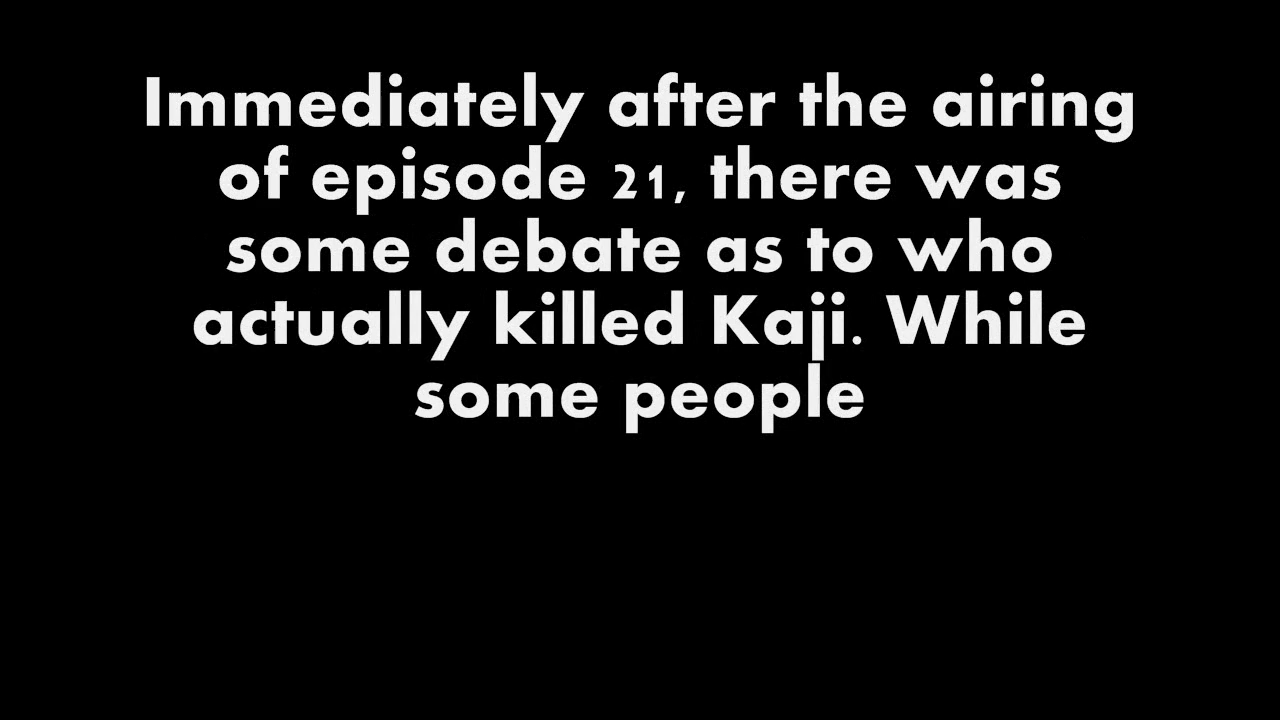 Immediately after the airing
of episode 21, there was
some debate as to who
actually killed Kaji. While
some people